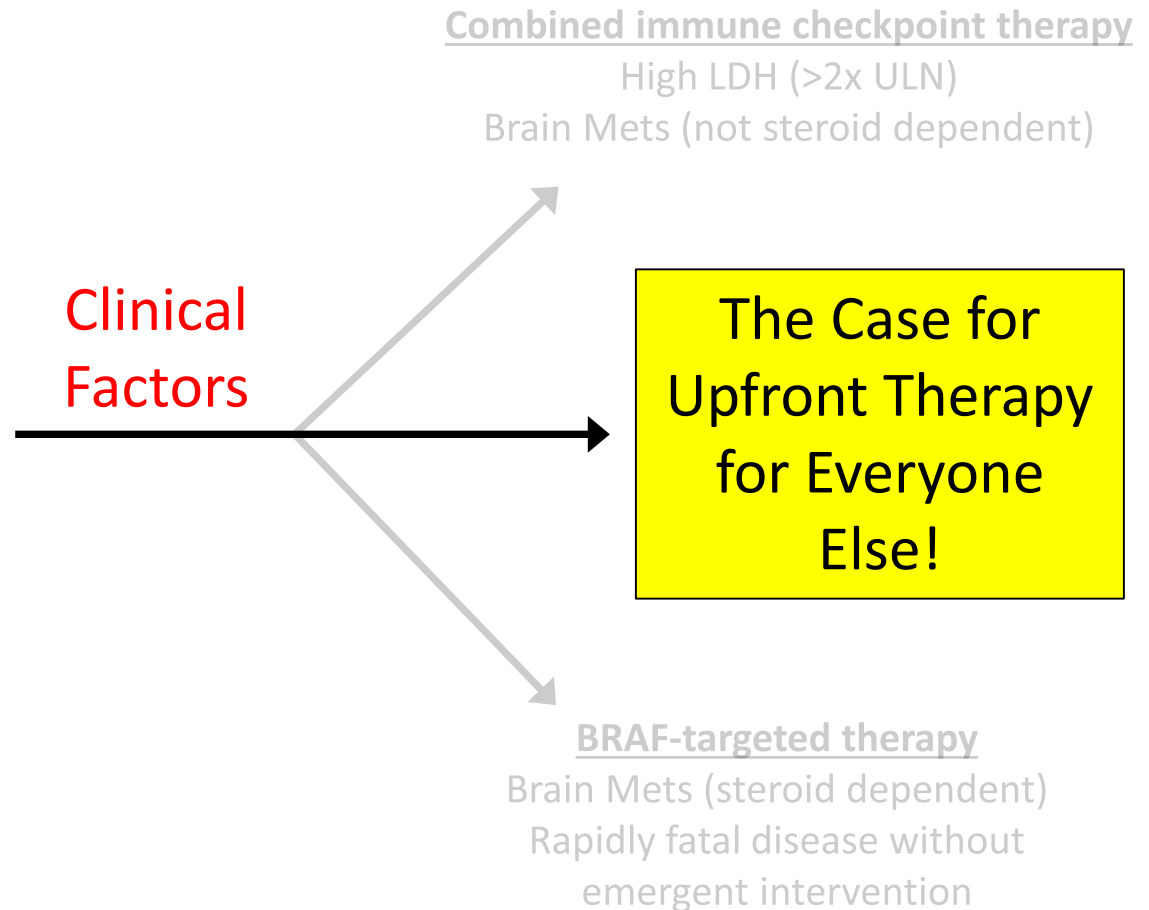 Combined immune checkpoint therapy
High LDH (>2x ULN)
Brain Mets (not steroid dependent)
Clinical
Factors
The Case for
Upfront Therapy
for Everyone
Else!
BRAF-targeted therapy
Brain Mets (steroid dependent)
Rapidly fatal disease without
emergent intervention